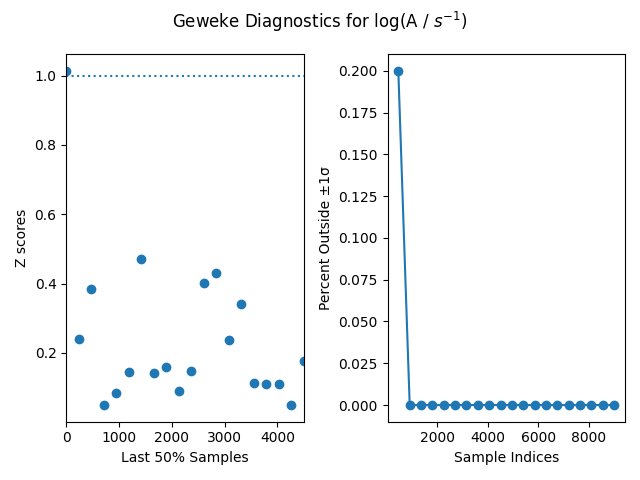 Geweke Diagnostics for log(A / s⁻¹)
Z scores
1.0
0.8
0.6
0.4
0.2
0 1000 2000 3000 4000
Last 50% Samples
Percent Outside ±1σ
0.200
0.175
0.150
0.125
0.100
0.075
0.050
0.025
0.000
2000 4000 6000 8000
Sample Indices